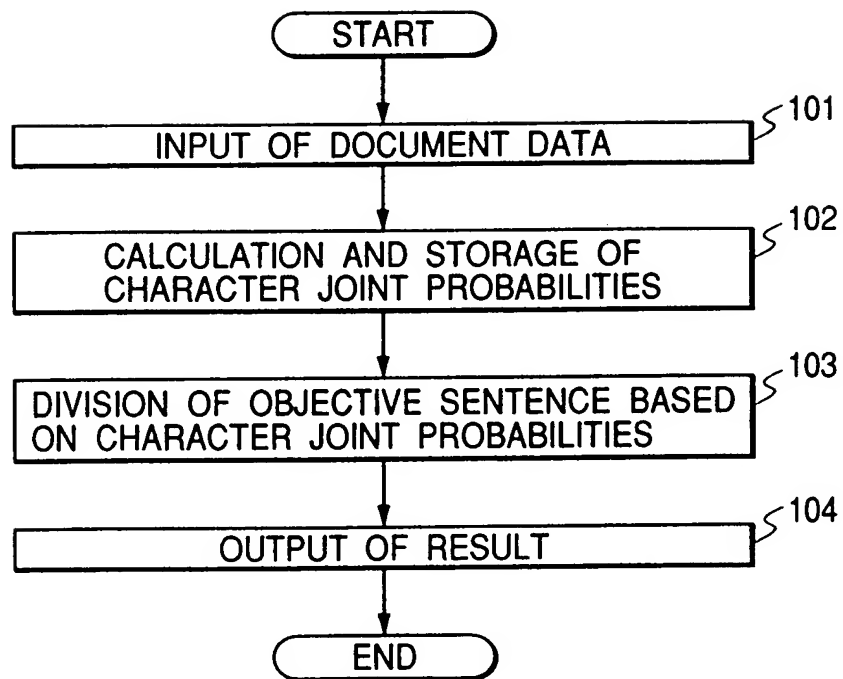 START
101
INPUT OF DOCUMENT DATA
102
CALCULATION AND STORAGE OF
CHARACTER JOINT PROBABILITIES
103
DIVISION OF OBJECTIVE SENTENCE BASED
ON CHARACTER JOINT PROBABILITIES
104
OUTPUT OF RESULT
END